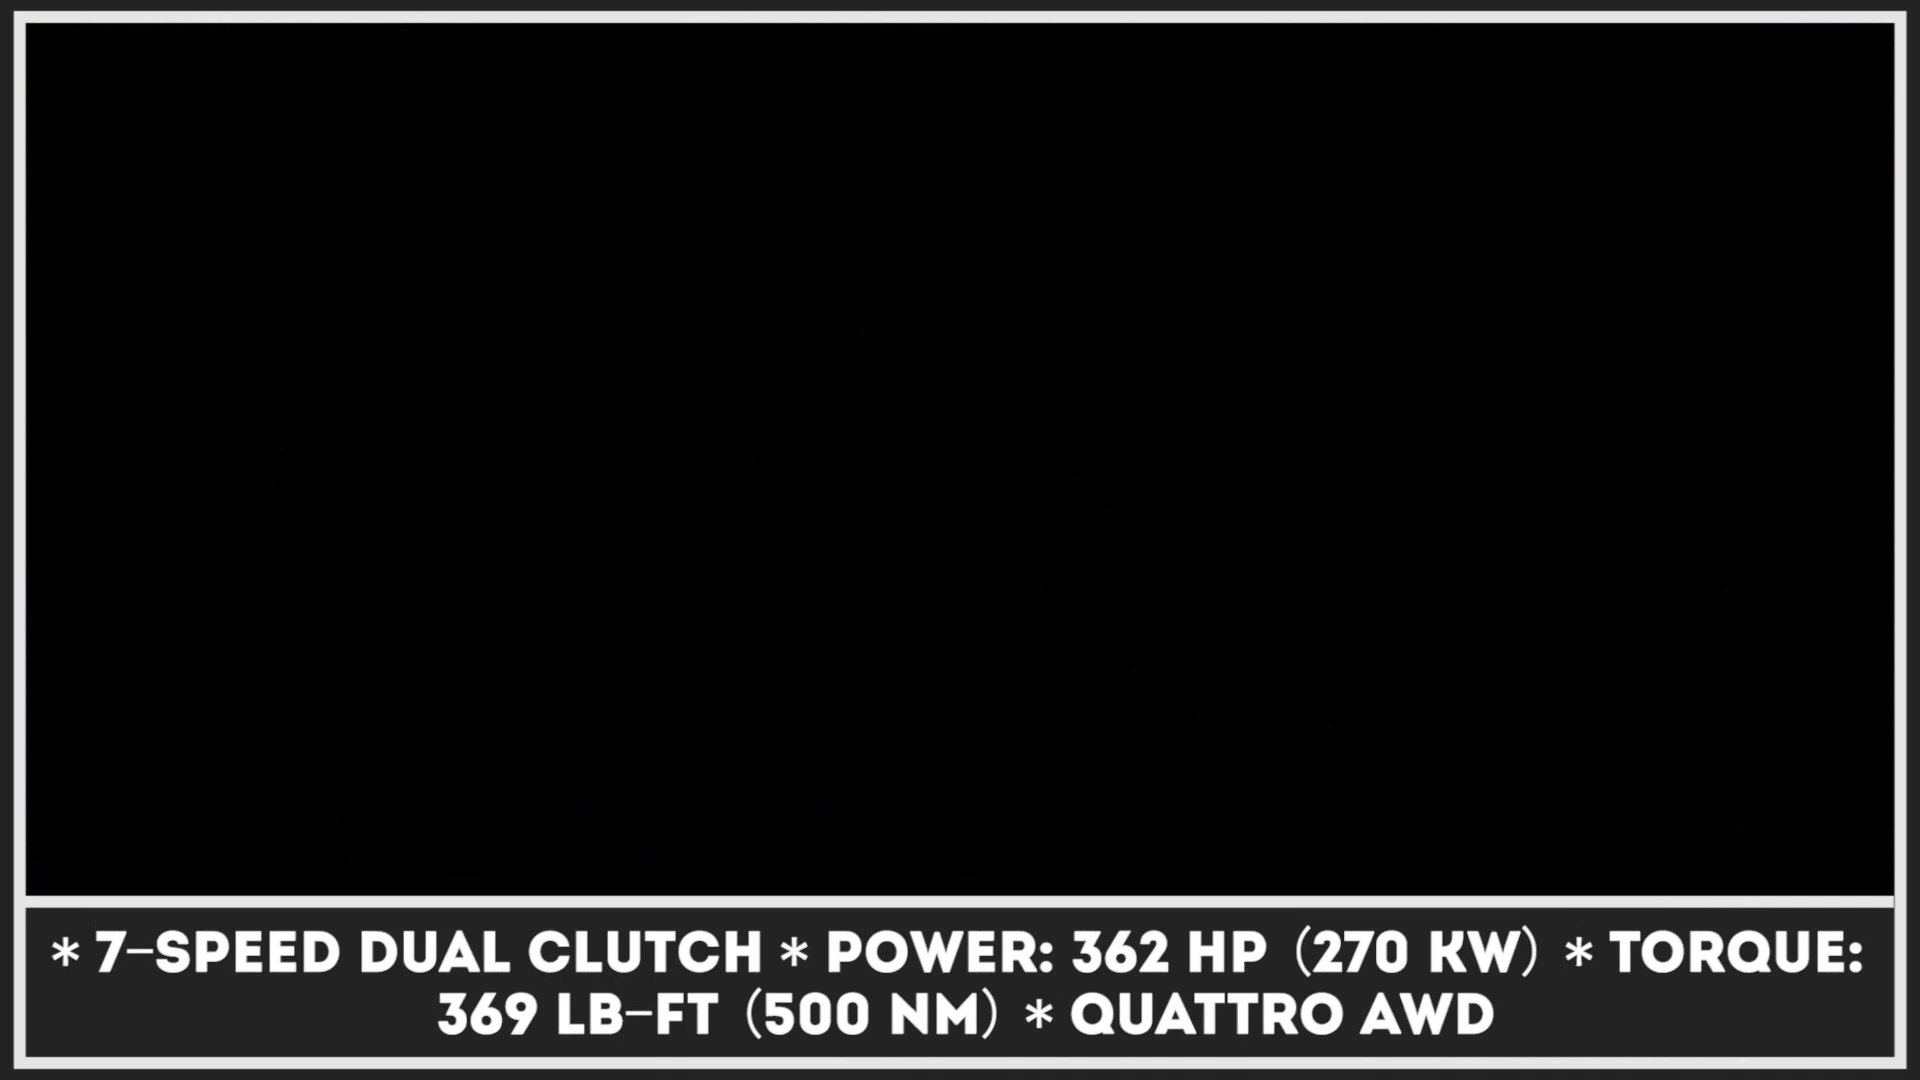 * 7-SPEED DUAL CLUTCH * POWER: 362 HP (270 KW) * TORQUE:
369 LB-FT (500 NM) * QUATTRO AWD